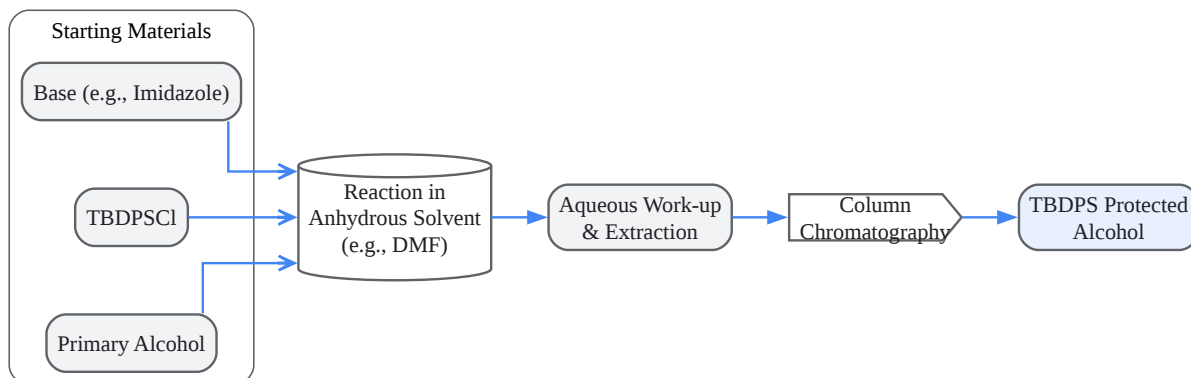 Starting Materials
Base (e.g., Imidazole)
TBDPSCl
Primary Alcohol
Reaction in
Anhydrous Solvent
(e.g., DMF)
Aqueous Work-up
& Extraction
Column
Chromatography
TBDPS Protected
Alcohol